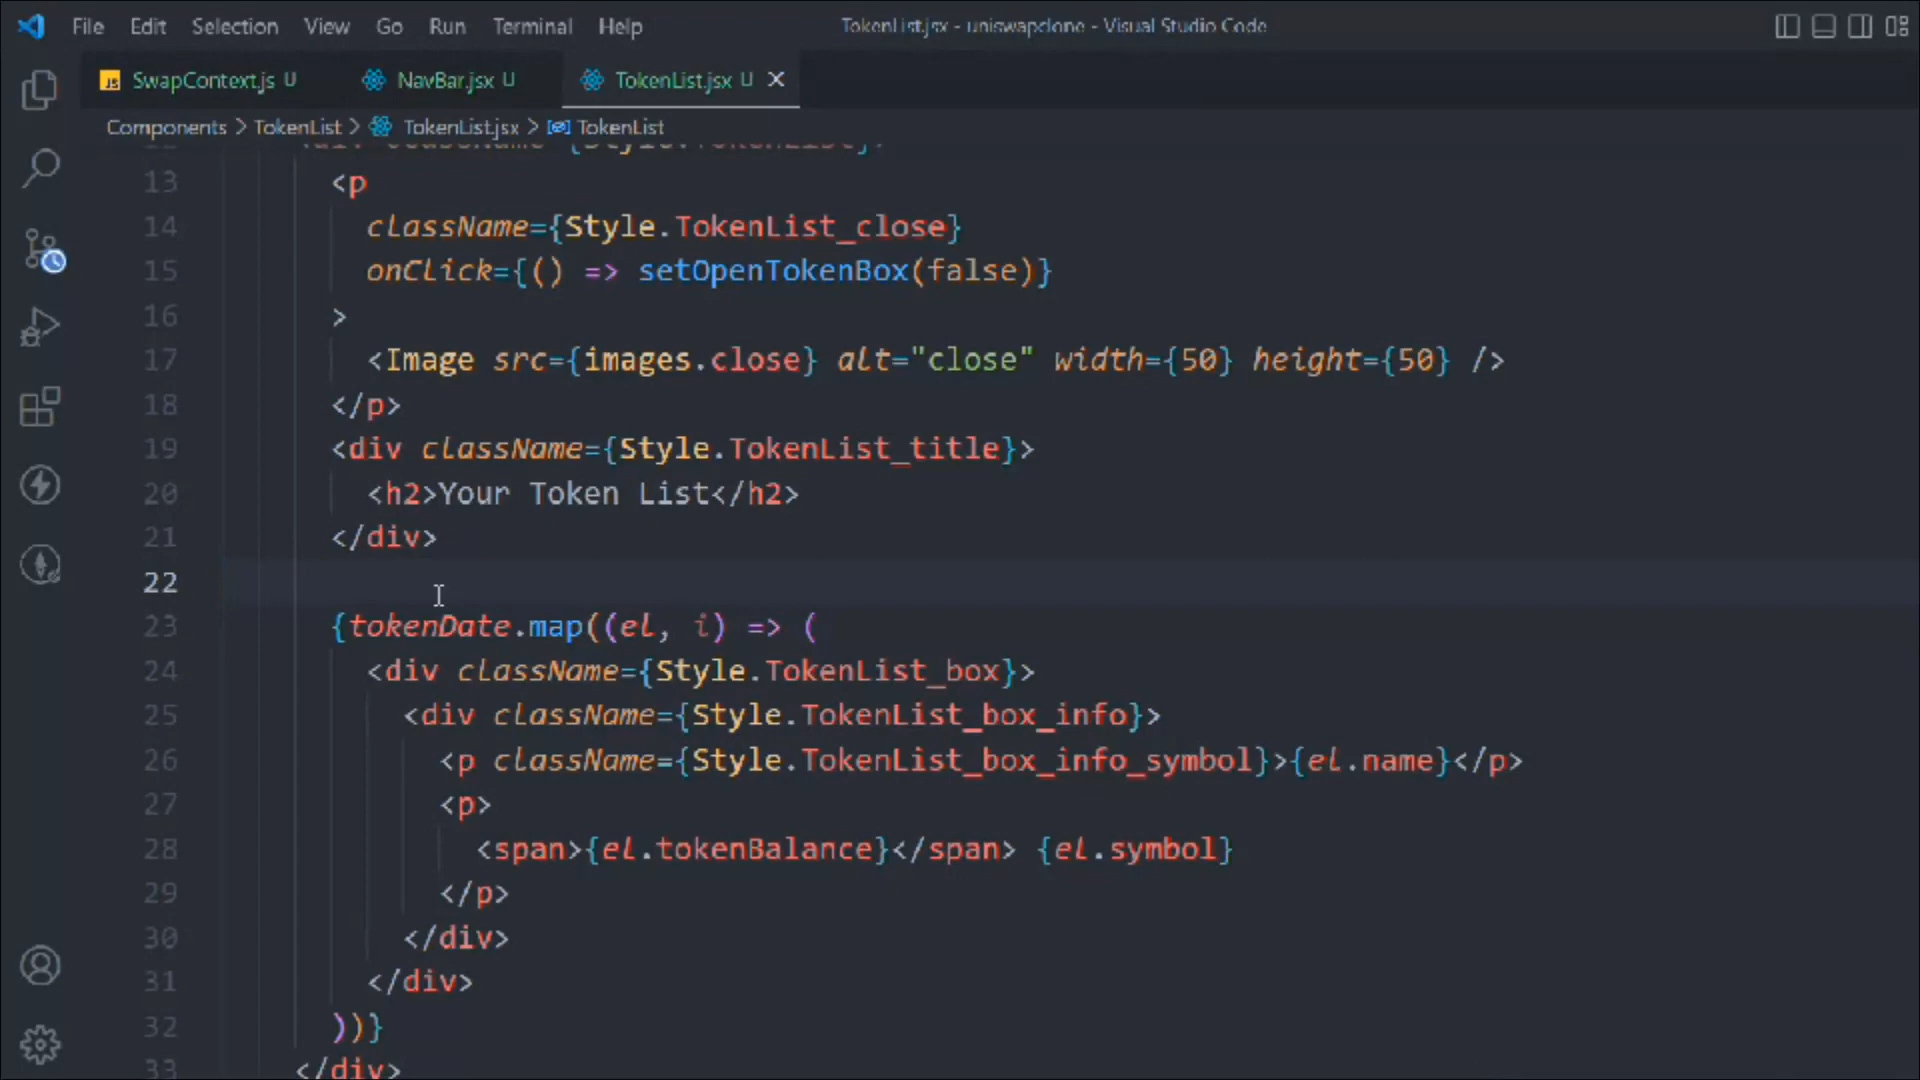 File Edit Selection View Go Run Terminal Help TokenList.jsx - uniswapclone - Visual Studio Code
JS SwapContext.js U NavBar.jsx U TokenList.jsx U
Components > TokenList > TokenList.jsx > TokenList
13 <p
14 className={Style.TokenList_close}
15 onClick={() => setOpenTokenBox(false)}
16 >
17 <Image src={images.close} alt="close" width={50} height={50} />
18 </p>
19 <div className={Style.TokenList_title}>
20 <h2>Your Token List</h2>
21 </div>
22
23 {tokenDate.map((el, i) => (
24 <div className={Style.TokenList_box}>
25 <div className={Style.TokenList_box_info}>
26 <p className={Style.TokenList_box_info_symbol}>{el.name}</p>
27 <p>
28 <span>{el.tokenBalance}</span> {el.symbol}
29 </p>
30 </div>
31 </div>
32 ))}
33 </div>